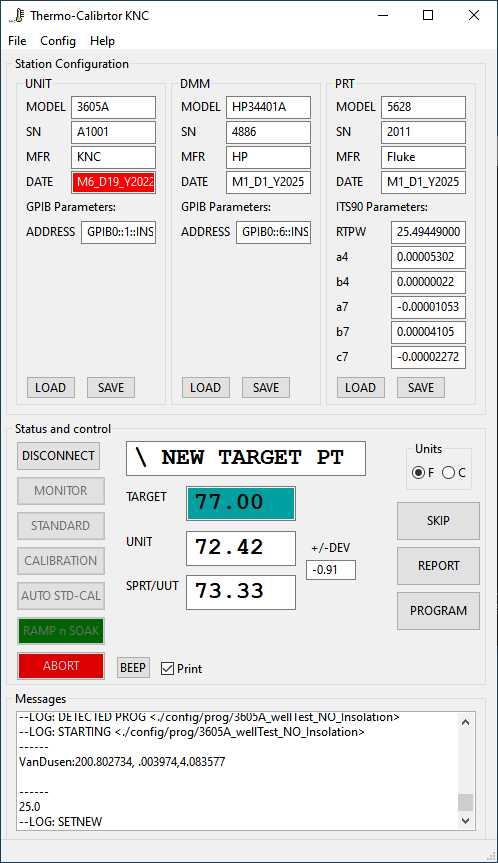 Thermo-Calibrtor KNC
File Config Help
Station Configuration
UNIT
MODEL 3605A
SN A1001
MFR KNC
DATE M6_D19_Y2022
GPIB Parameters:
ADDRESS GPIB0::1::INS
LOAD SAVE
DMM
MODEL HP34401A
SN 4886
MFR HP
DATE M1_D1_Y2025
GPIB Parameters:
ADDRESS GPIB0::6::INS
LOAD SAVE
PRT
MODEL 5628
SN 2011
MFR Fluke
DATE M1_D1_Y2025
ITS90 Parameters:
RTPW 25.49449000
a4 0.00005302
b4 0.00000022
a7 -0.00001053
b7 0.00004105
c7 -0.00002272
LOAD SAVE
Status and control
DISCONNECT
MONITOR
STANDARD
CALIBRATION
AUTO STD-CAL
RAMP n SOAK
ABORT
\ NEW TARGET PT
TARGET 77.00
UNIT 72.42
SPRT/UUT 73.33
+/-DEV
-0.91
BEEP Print
Units
F C
SKIP
REPORT
PROGRAM
Messages
--LOG: DETECTED PROG <./config/prog/3605A_wellTest_NO_Insolation>
--LOG: STARTING <./config/prog/3605A_wellTest_NO_Insolation>
------
VanDusen:200.802734, .003974,4.083577
------
25.0
--LOG: SETNEW